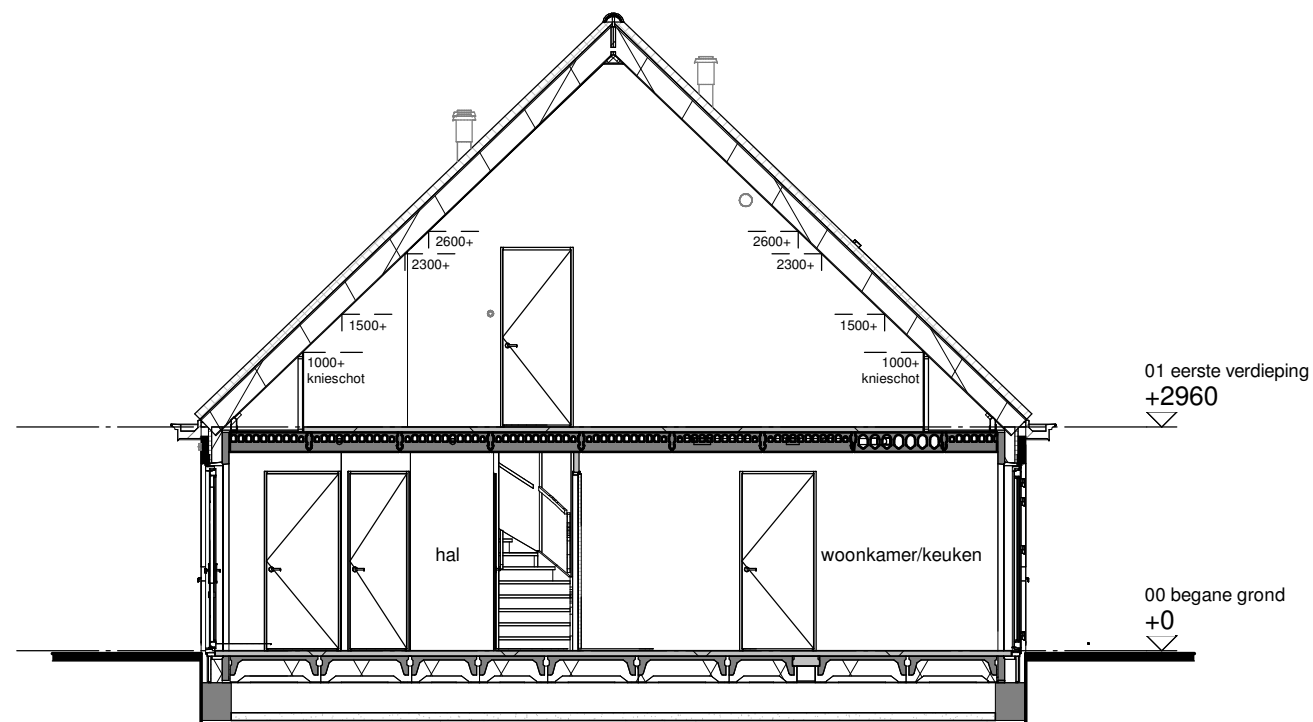 2600+
2600+
2300+
2300+
1500+
1500+
1000+
knieschot
1000+
knieschot
01 eerste verdieping
+2960
hal
woonkamer/keuken
00 begane grond
+0